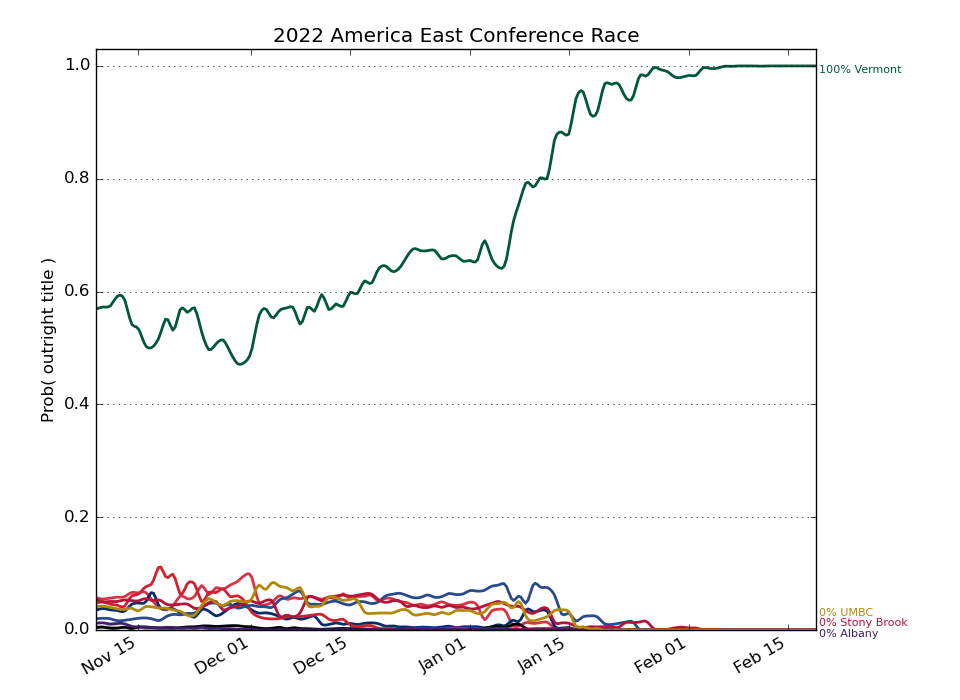 2022 America East Conference Race
1.0
0.8
0.6
0.4
0.2
0.0
Prob( outright title )
Nov 15
Dec 01
Dec 15
Jan 01
Jan 15
Feb 01
Feb 15
100% Vermont
0% UMBC
0% Stony Brook
0% Albany